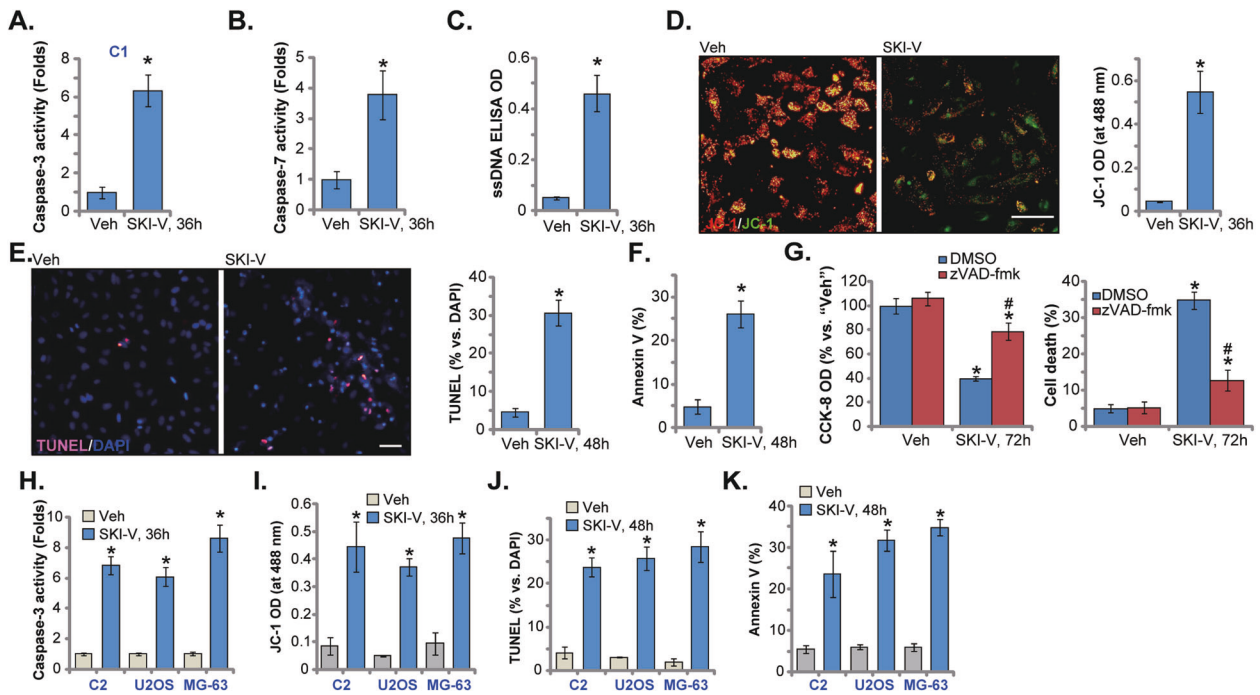 A.
C1
Caspase-3 activity (Folds)
8
6
4
2
0
*
Veh SKI-V, 36h
B.
Caspase-7 activity (Folds)
5
4
3
2
1
0
*
Veh SKI-V, 36h
C.
ssDNA ELISA OD
0.6
0.4
0.2
0
*
Veh SKI-V, 36h
D.
Veh SKI-V
JC-1/JC-1
JC-1 OD (at 488 nm)
0.6
0.4
0.2
0
*
Veh SKI-V, 36h
E.
Veh SKI-V
TUNEL/DAPI
TUNEL (% vs. DAPI)
40
30
20
10
0
*
Veh SKI-V, 48h
F.
Annexin V (%)
30
20
10
0
*
Veh SKI-V, 48h
G.
DMSO
zVAD-fmk
CCK-8 OD (% vs. “Veh”)
120
100
80
60
40
20
0
*
#
*
Veh SKI-V, 72h
DMSO
zVAD-fmk
Cell death (%)
40
30
20
10
0
*
#
*
Veh SKI-V, 72h
H.
Veh
SKI-V, 36h
Caspase-3 activity (Folds)
10
8
6
4
2
0
* * *
C2 U2OS MG-63
I.
Veh
SKI-V, 36h
JC-1 OD (at 488 nm)
0.6
0.5
0.4
0.3
0.2
0.1
0
* * *
C2 U2OS MG-63
J.
Veh
SKI-V, 48h
TUNEL (% vs. DAPI)
40
30
20
10
0
* * *
C2 U2OS MG-63
K.
Veh
SKI-V, 48h
Annexin V (%)
40
30
20
10
0
* * *
C2 U2OS MG-63